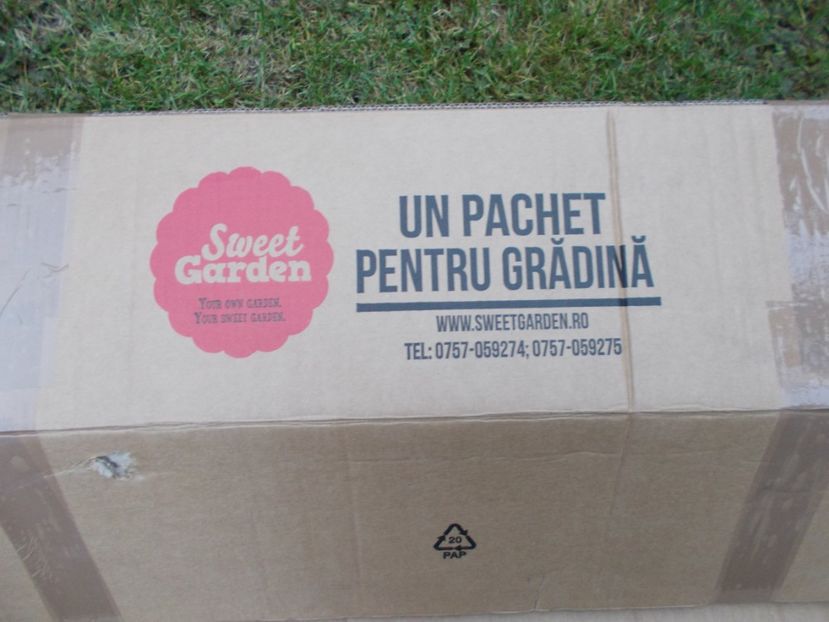 Sweet
Garden
YOUR OWN GARDEN.
YOUR SWEET GARDEN.
UN PACHET
PENTRU GRĂDINĂ
WWW.SWEETGARDEN.RO
TEL: 0757-059274; 0757-059275
20
PAP